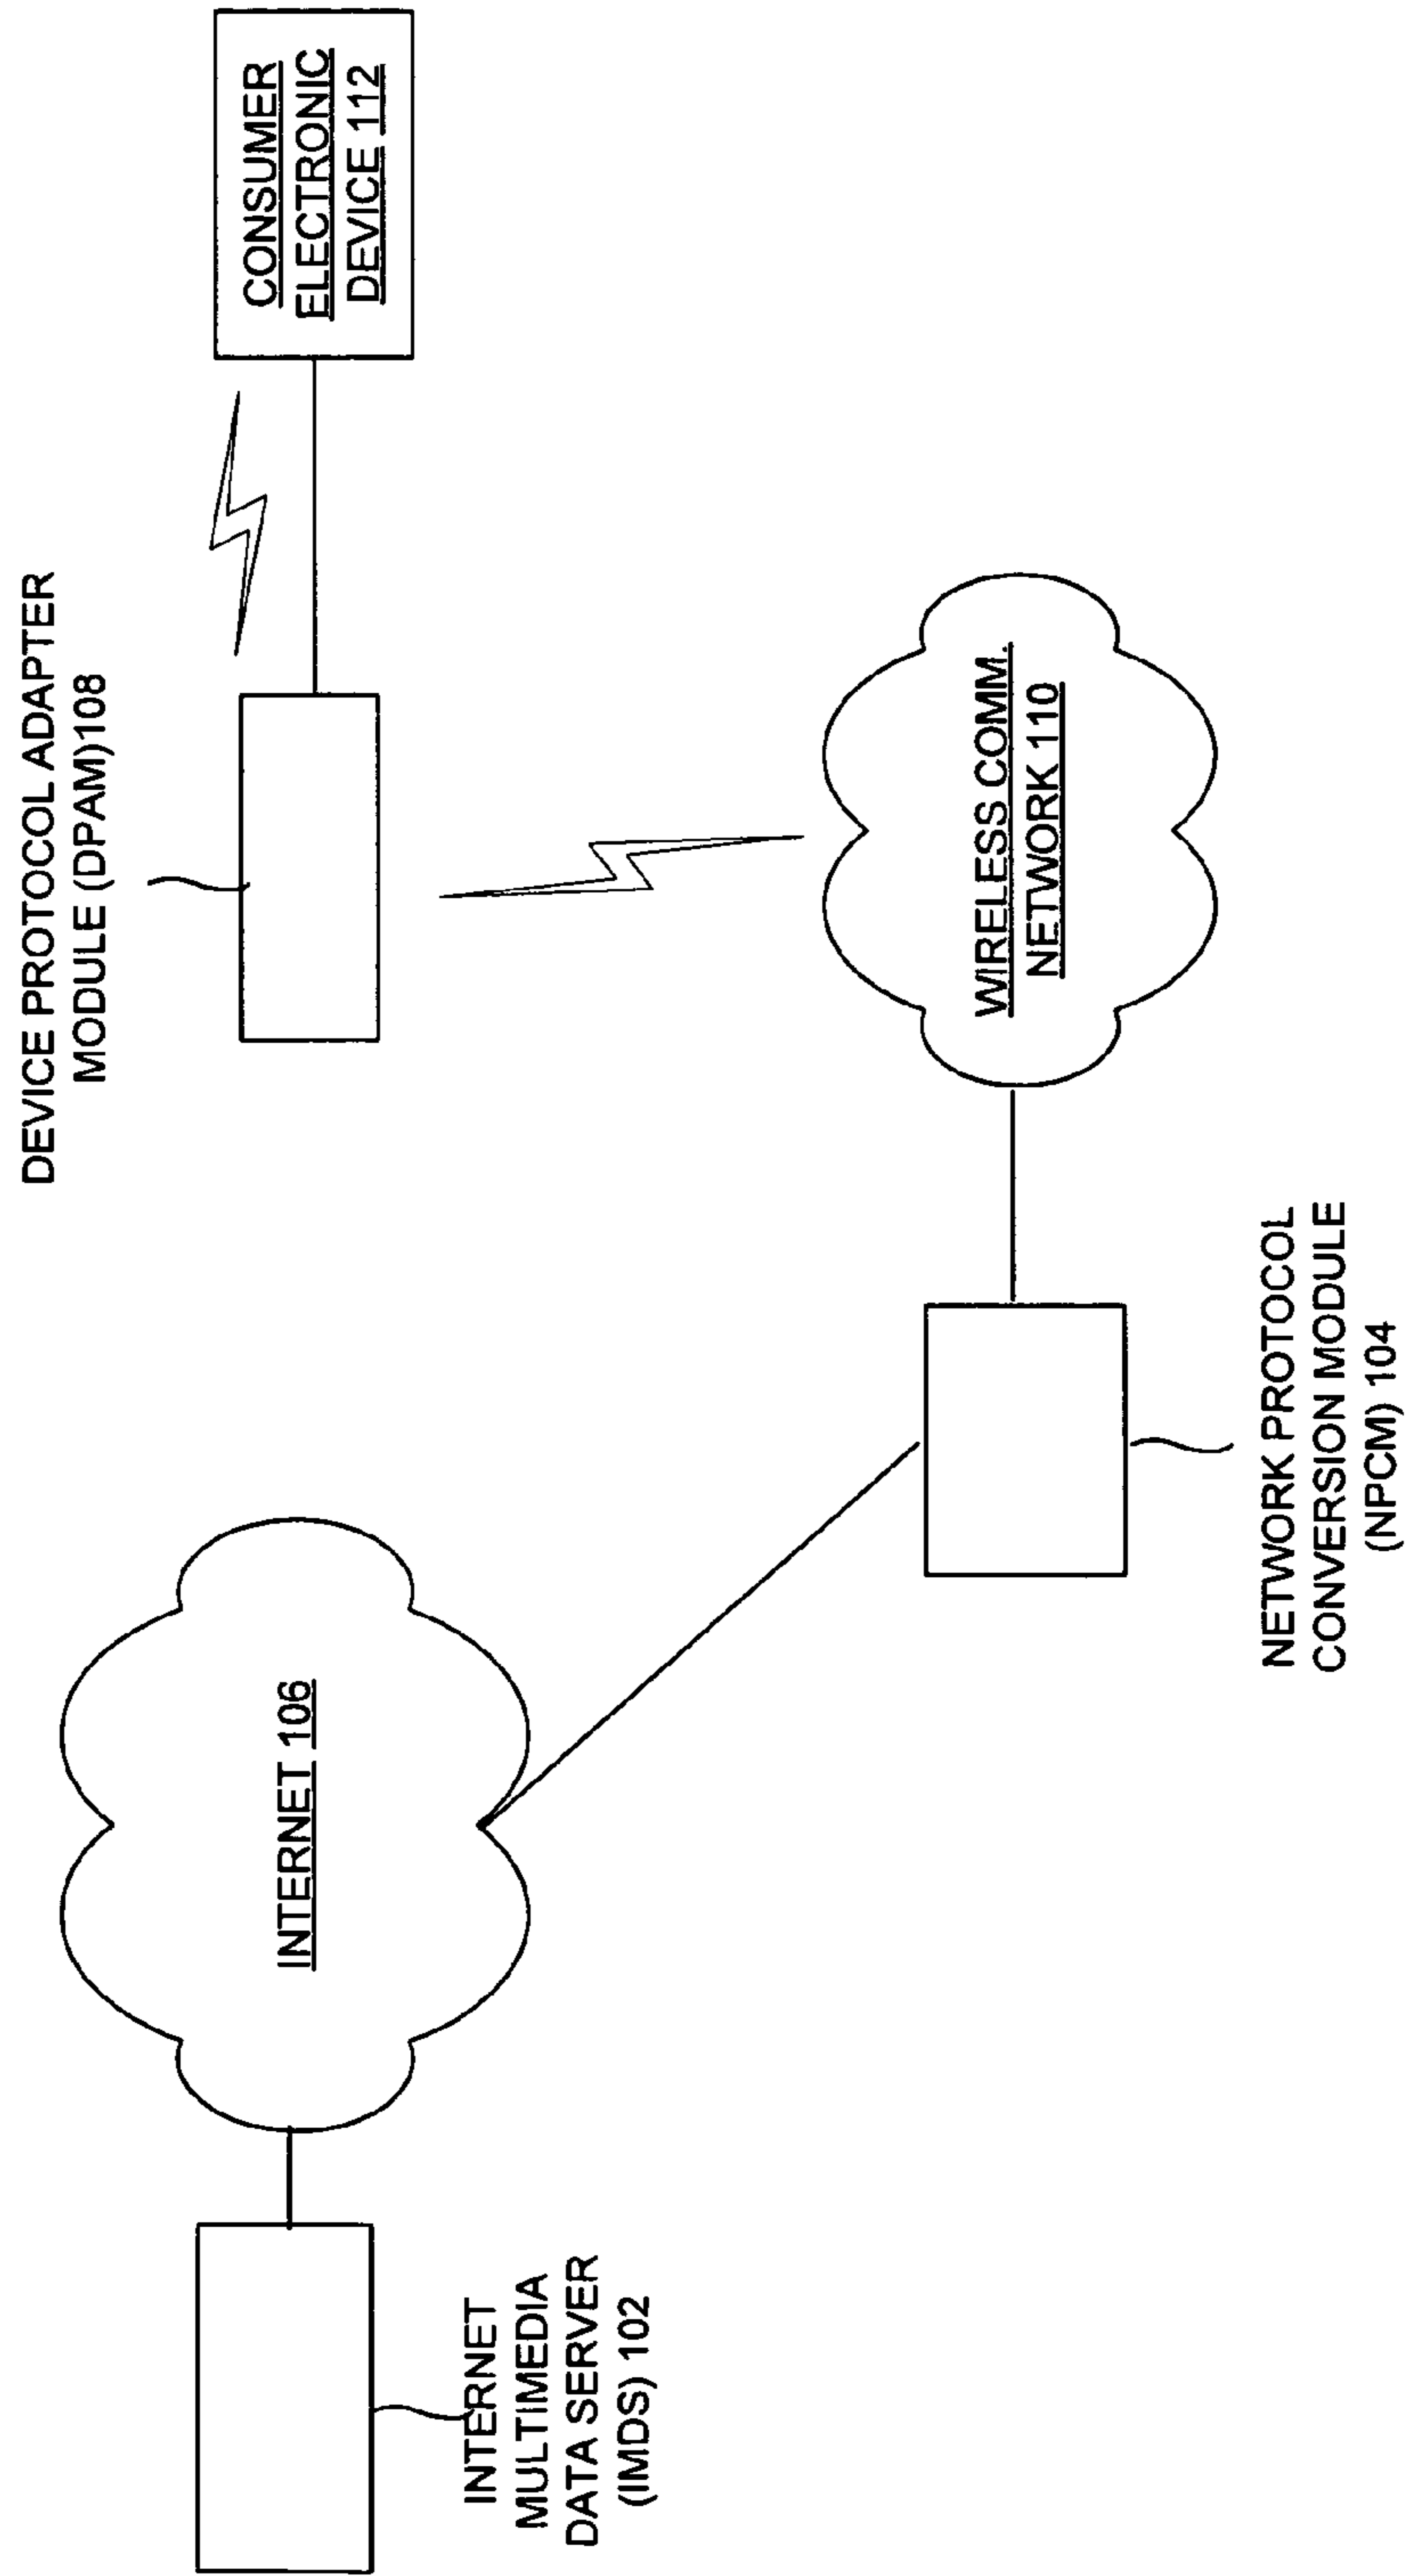 DEVICE PROTOCOL ADAPTER
MODULE (DPAM)108
CONSUMER
ELECTRONIC
DEVICE 112
INTERNET 106
INTERNET
MULTIMEDIA
DATA SERVER
(IMDS) 102
WIRELESS COMM.
NETWORK 110
NETWORK PROTOCOL
CONVERSION MODULE
(NPCM) 104